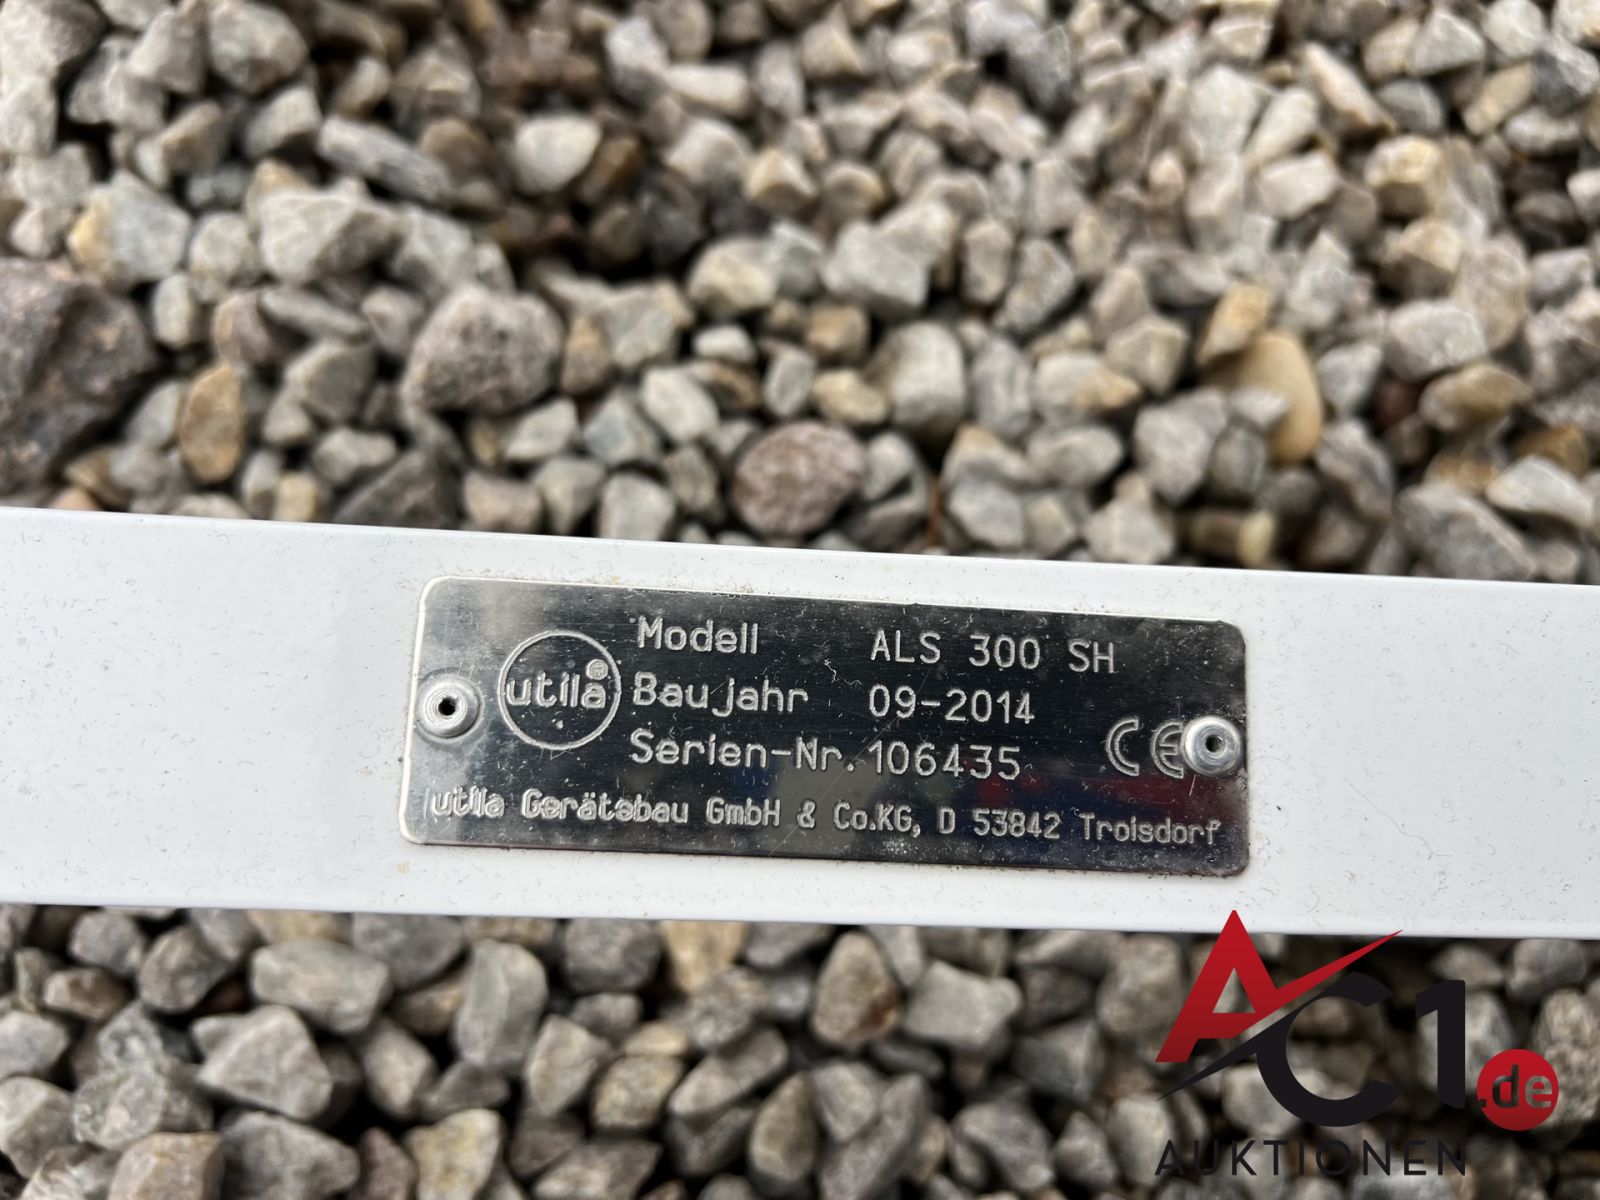 utila®
Modell ALS 300 SH
Baujahr 09-2014
Serien-Nr. 106435
CE
utila Gerätebau GmbH & Co.KG, D 53842 Troisdorf
AC1.de
AUKTIONEN